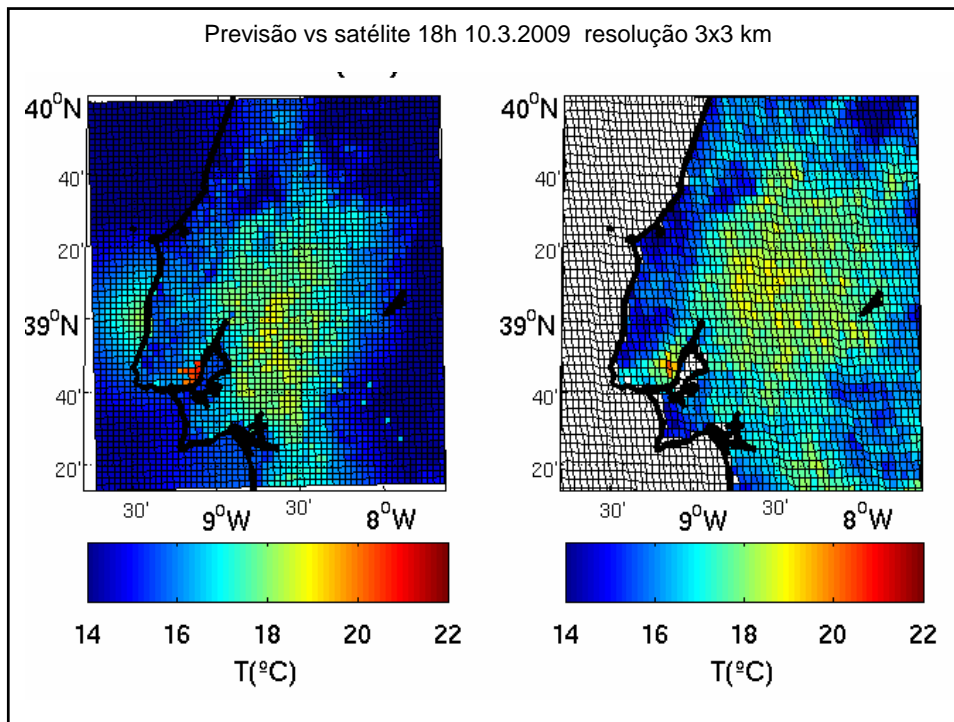 Previsão vs satélite 18h 10.3.2009 resolução 3x3 km
40°N
40'
20'
39°N
40'
20'
30'
9°W
30'
8°W
14 16 18 20 22
T(ºC)
40°N
40'
20'
39°N
40'
20'
30'
9°W
30'
8°W
14 16 18 20 22
T(ºC)